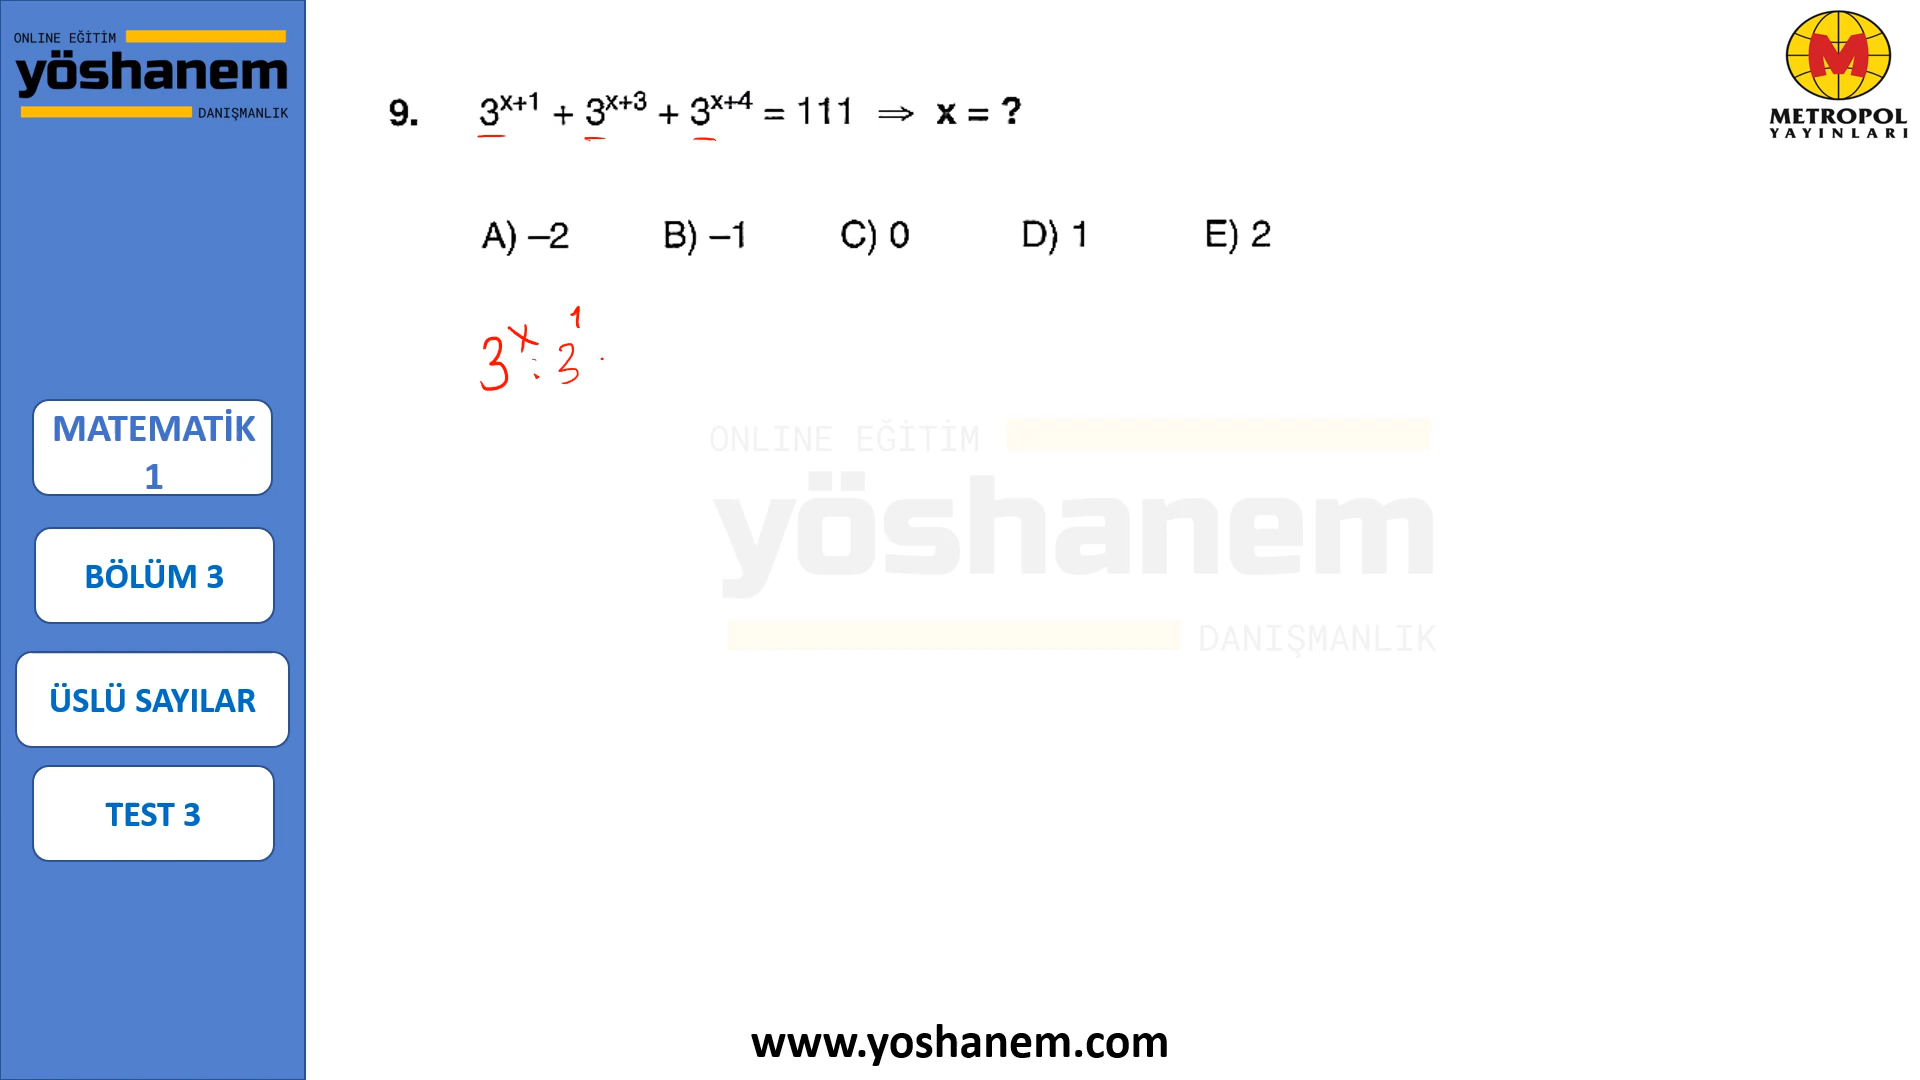 ONLINE EĞİTİM
yöshanem
DANIŞMANLIK
METROPOL
YAYINLARI
9. 3^{x+1} + 3^{x+3} + 3^{x+4} = 111 ⇒ x = ?
A) –2 B) –1 C) 0 D) 1 E) 2
3^x · 3^1 ·
ONLINE EĞİTİM
yöshanem
DANIŞMANLIK
MATEMATİK
1
BÖLÜM 3
ÜSLÜ SAYILAR
TEST 3
www.yoshanem.com